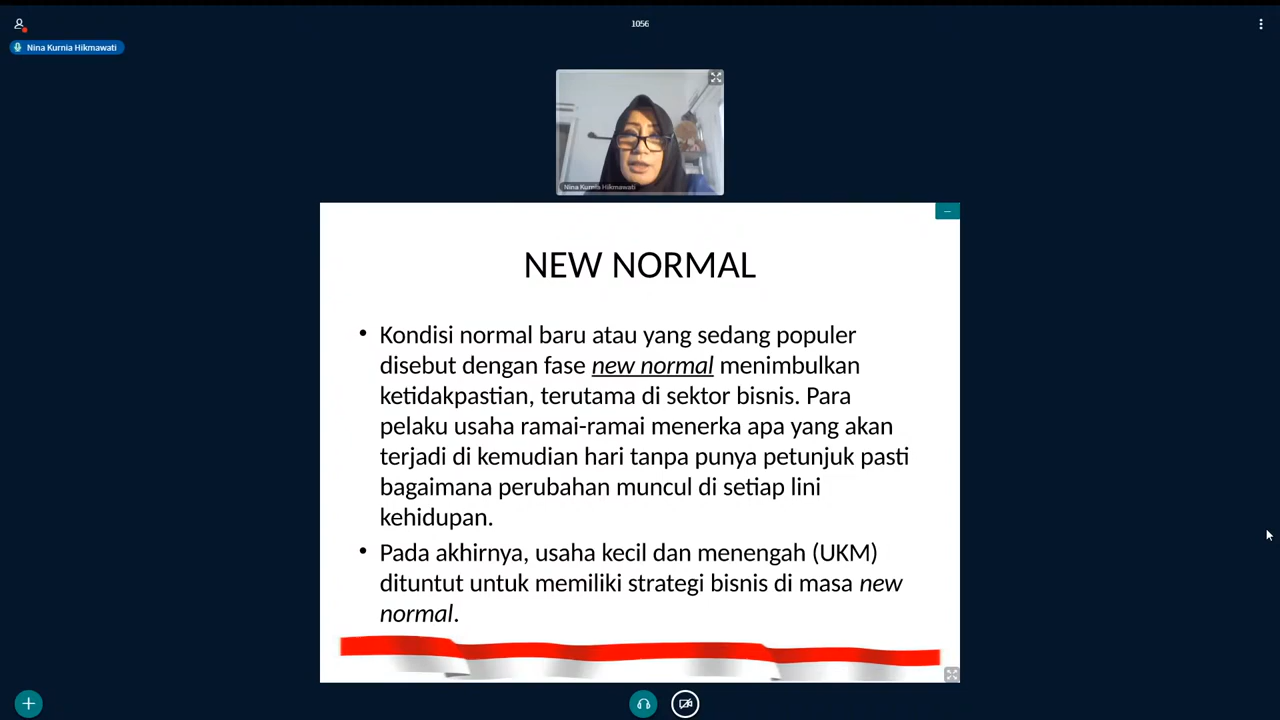 1056
Nina Kurnia Hikmawati
Nina Kurnia Hikmawati
NEW NORMAL
• Kondisi normal baru atau yang sedang populer
disebut dengan fase new normal menimbulkan
ketidakpastian, terutama di sektor bisnis. Para
pelaku usaha ramai-ramai menerka apa yang akan
terjadi di kemudian hari tanpa punya petunjuk pasti
bagaimana perubahan muncul di setiap lini
kehidupan.
• Pada akhirnya, usaha kecil dan menengah (UKM)
dituntut untuk memiliki strategi bisnis di masa new
normal.